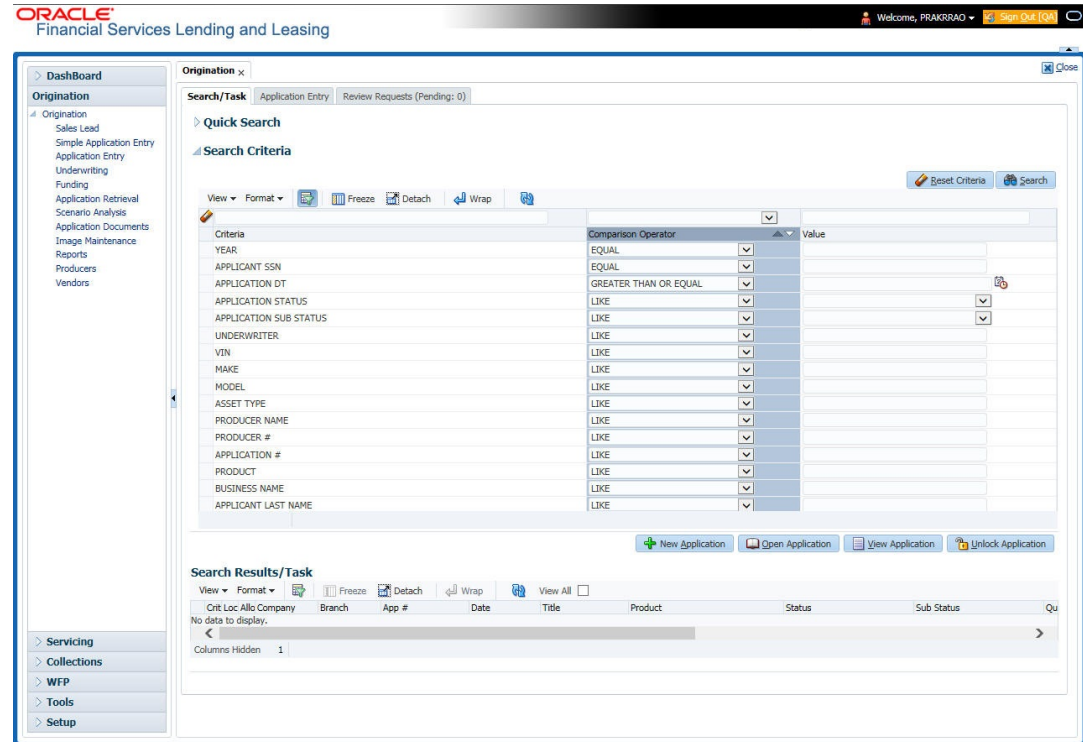 ORACLE®
Financial Services Lending and Leasing
Welcome, PRAKRRAO Sign Out [QA]
Close
DashBoard
Origination
Origination
Sales Lead
Simple Application Entry
Application Entry
Underwriting
Funding
Application Retrieval
Scenario Analysis
Application Documents
Image Maintenance
Reports
Producers
Vendors
Servicing
Collections
WFP
Tools
Setup
Origination ×
Search/Task Application Entry Review Requests (Pending: 0)
Quick Search
Search Criteria
Reset Criteria Search
View Format Freeze Detach Wrap
Criteria Comparison Operator Value
YEAR EQUAL
APPLICANT SSN EQUAL
APPLICATION DT GREATER THAN OR EQUAL
APPLICATION STATUS LIKE
APPLICATION SUB STATUS LIKE
UNDERWRITER LIKE
VIN LIKE
MAKE LIKE
MODEL LIKE
ASSET TYPE LIKE
PRODUCER NAME LIKE
PRODUCER # LIKE
APPLICATION # LIKE
PRODUCT LIKE
BUSINESS NAME LIKE
APPLICANT LAST NAME LIKE
New Application Open Application View Application Unlock Application
Search Results/Task
View Format Freeze Detach Wrap View All
Crit Loc Allo Company Branch App # Date Title Product Status Sub Status Qu
No data to display.
Columns Hidden 1